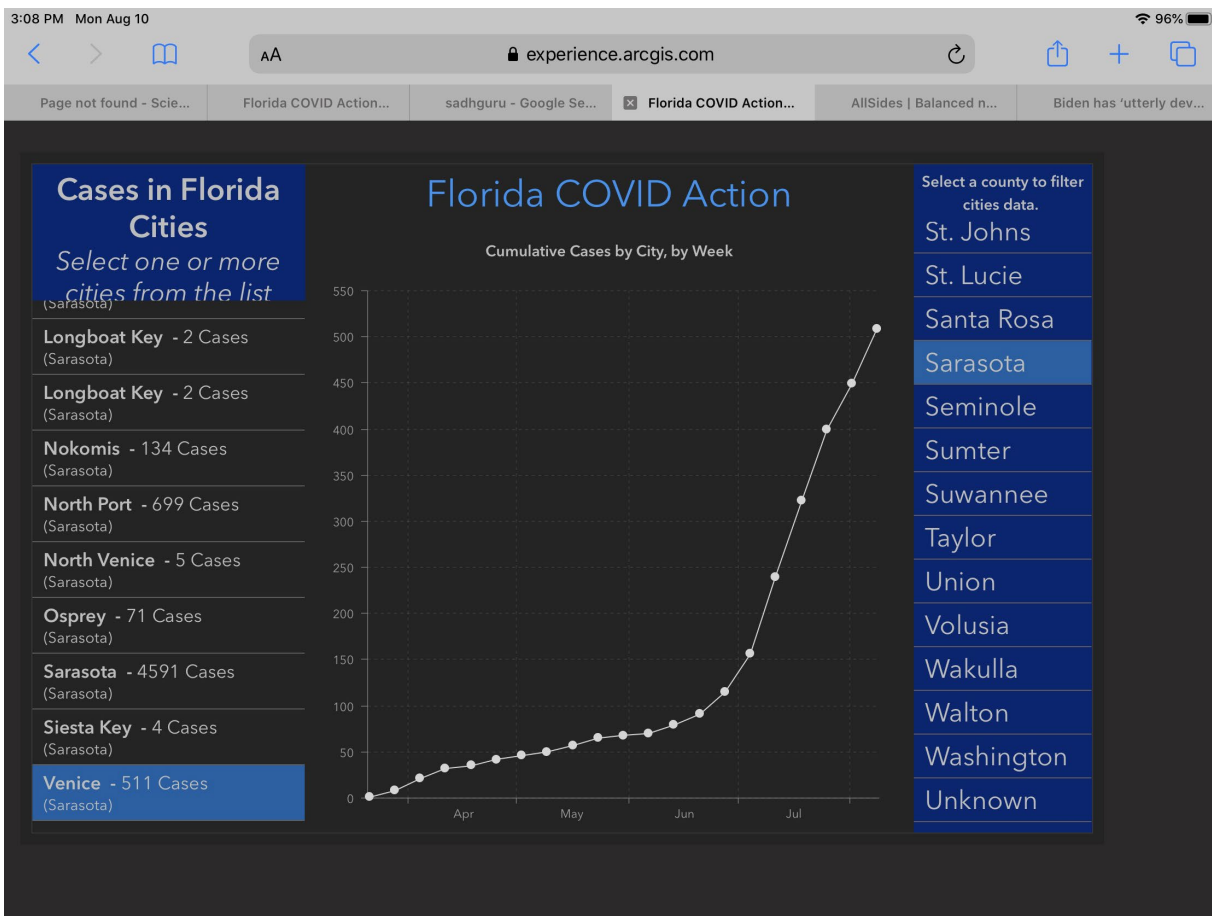 3:08 PM Mon Aug 10
96%
AA
experience.arcgis.com
Page not found - Scie...
Florida COVID Action...
sadhguru - Google Se...
Florida COVID Action...
AllSides | Balanced n...
Biden has ‘utterly dev...
Cases in Florida
Cities
Select one or more
cities from the list
(Sarasota)
Longboat Key - 2 Cases
(Sarasota)
Longboat Key - 2 Cases
(Sarasota)
Nokomis - 134 Cases
(Sarasota)
North Port - 699 Cases
(Sarasota)
North Venice - 5 Cases
(Sarasota)
Osprey - 71 Cases
(Sarasota)
Sarasota - 4591 Cases
(Sarasota)
Siesta Key - 4 Cases
(Sarasota)
Venice - 511 Cases
(Sarasota)
Florida COVID Action
Cumulative Cases by City, by Week
550
500
450
400
350
300
250
200
150
100
50
0
Apr
May
Jun
Jul
Select a county to filter
cities data.
St. Johns
St. Lucie
Santa Rosa
Sarasota
Seminole
Sumter
Suwannee
Taylor
Union
Volusia
Wakulla
Walton
Washington
Unknown